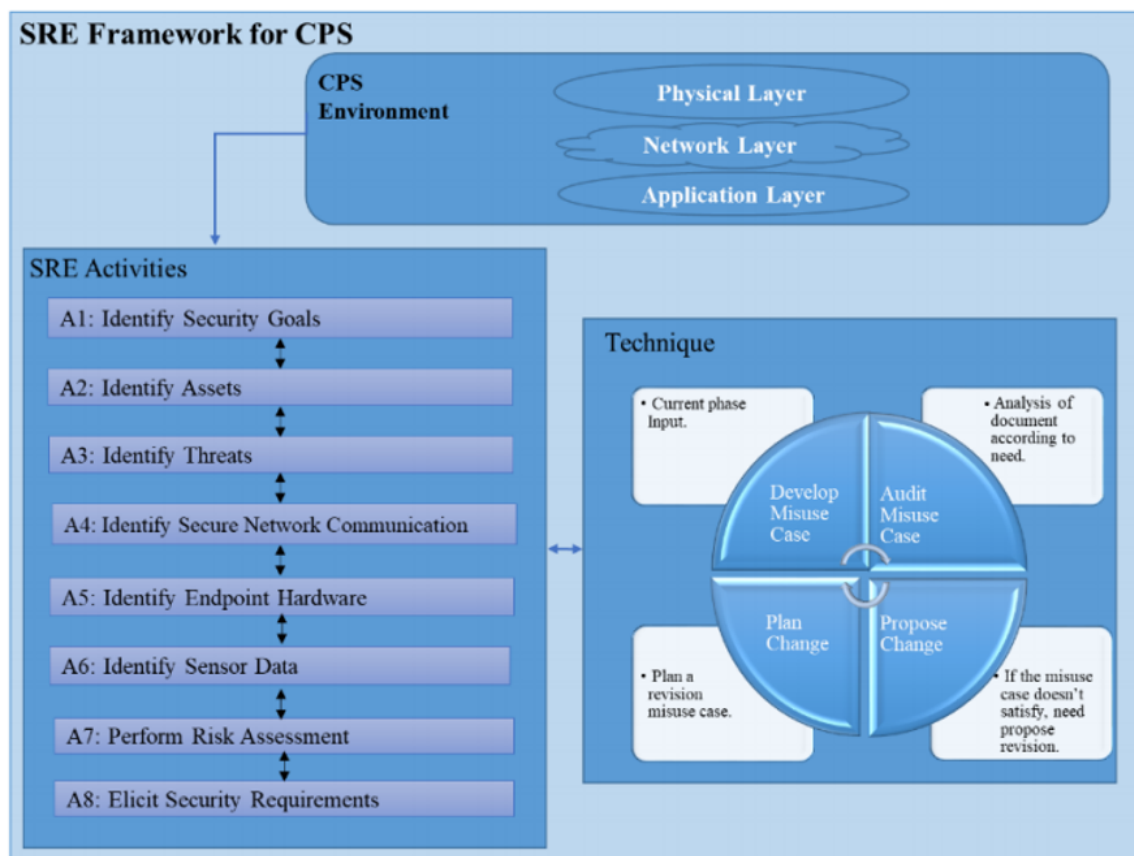 SRE Framework for CPS
CPS
Environment
Physical Layer
Network Layer
Application Layer
SRE Activities
A1: Identify Security Goals
A2: Identify Assets
A3: Identify Threats
A4: Identify Secure Network Communication
A5: Identify Endpoint Hardware
A6: Identify Sensor Data
A7: Perform Risk Assessment
A8: Elicit Security Requirements
Technique
• Current phase
Input.
• Analysis of
document
according to
need.
Develop
Misuse
Case
Audit
Misuse
Case
Plan
Change
Propose
Change
• Plan a
revision
misuse case.
• If the misuse
case doesn't
satisfy, need
propose
revision.